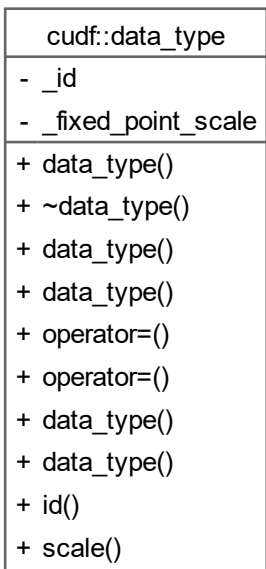 cudf::data_type
- _id
- _fixed_point_scale
+ data_type()
+ ~data_type()
+ data_type()
+ data_type()
+ operator=()
+ operator=()
+ data_type()
+ data_type()
+ id()
+ scale()